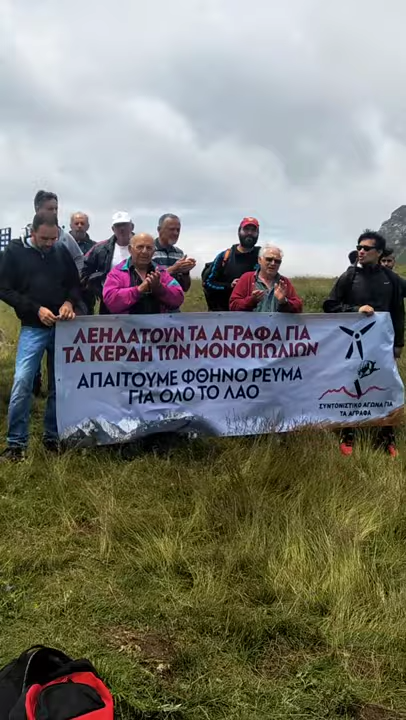 ΛΕΗΛΑΤΟΥΝ ΤΑ ΑΓΡΑΦΑ ΓΙΑ
ΤΑ ΚΕΡΔΗ ΤΩΝ ΜΟΝΟΠΩΛΙΩΝ
ΑΠΑΙΤΟΥΜΕ ΦΘΗΝΟ ΡΕΥΜΑ
ΓΙΑ ΟΛΟ ΤΟ ΛΑΟ
ΣΥΝΤΟΝΙΣΤΙΚΟ ΑΓΩΝΑ ΓΙΑ
ΤΑ ΑΓΡΑΦΑ